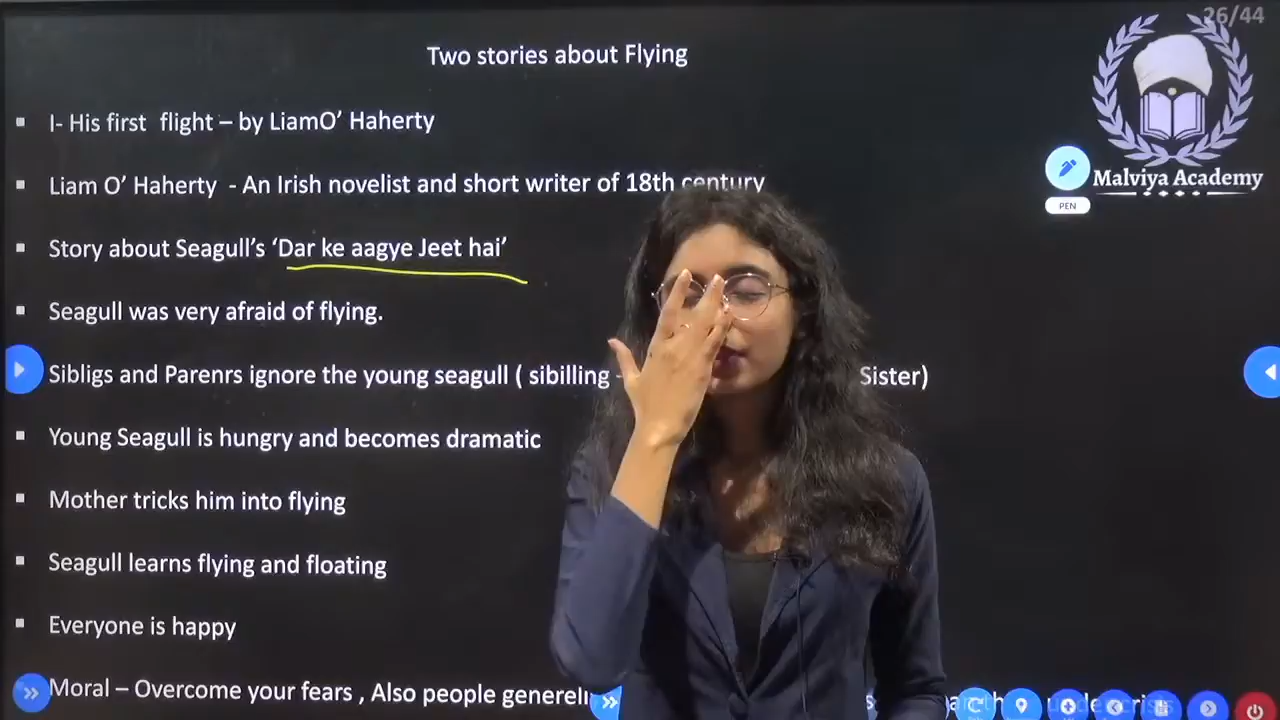 26/44
Two stories about Flying
I- His first flight – by LiamO' Haherty
Liam O' Haherty - An Irish novelist and short writer of 18th century
Malviya Academy
PEN
Story about Seagull's ‘Dar ke aagye Jeet hai’
Seagull was very afraid of flying.
Sibligs and Parenrs ignore the young seagull ( sibilling Sister)
Young Seagull is hungry and becomes dramatic
Mother tricks him into flying
Seagull learns flying and floating
Everyone is happy
Moral – Overcome your fears , Also people